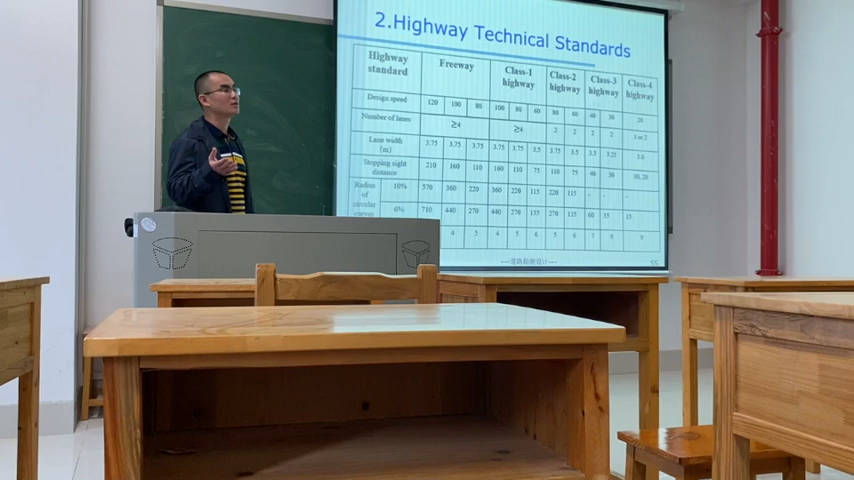 2.Highway Technical Standards
Highway standard Freeway Class-1 highway Class-2 highway Class-3 highway Class-4 highway
Design speed 120 100 80 100 80 60 80 60 40 30 20
Number of lanes ≥4 ≥4 2 2 2 2 1 or 2
Lane width (m) 3.75 3.75 3.75 3.75 3.75 3.5 3.75 3.5 3.5 3.25 3.0
Stopping sight distance 210 160 110 160 110 75 110 75 40 30 30, 20
Radius of circular curves 10% 570 360 220 360 220 115 220 115 - - -
6% 710 440 270 440 270 135 270 135 60 35 15
4 5 4 5 6 5 6 7 8 9
55